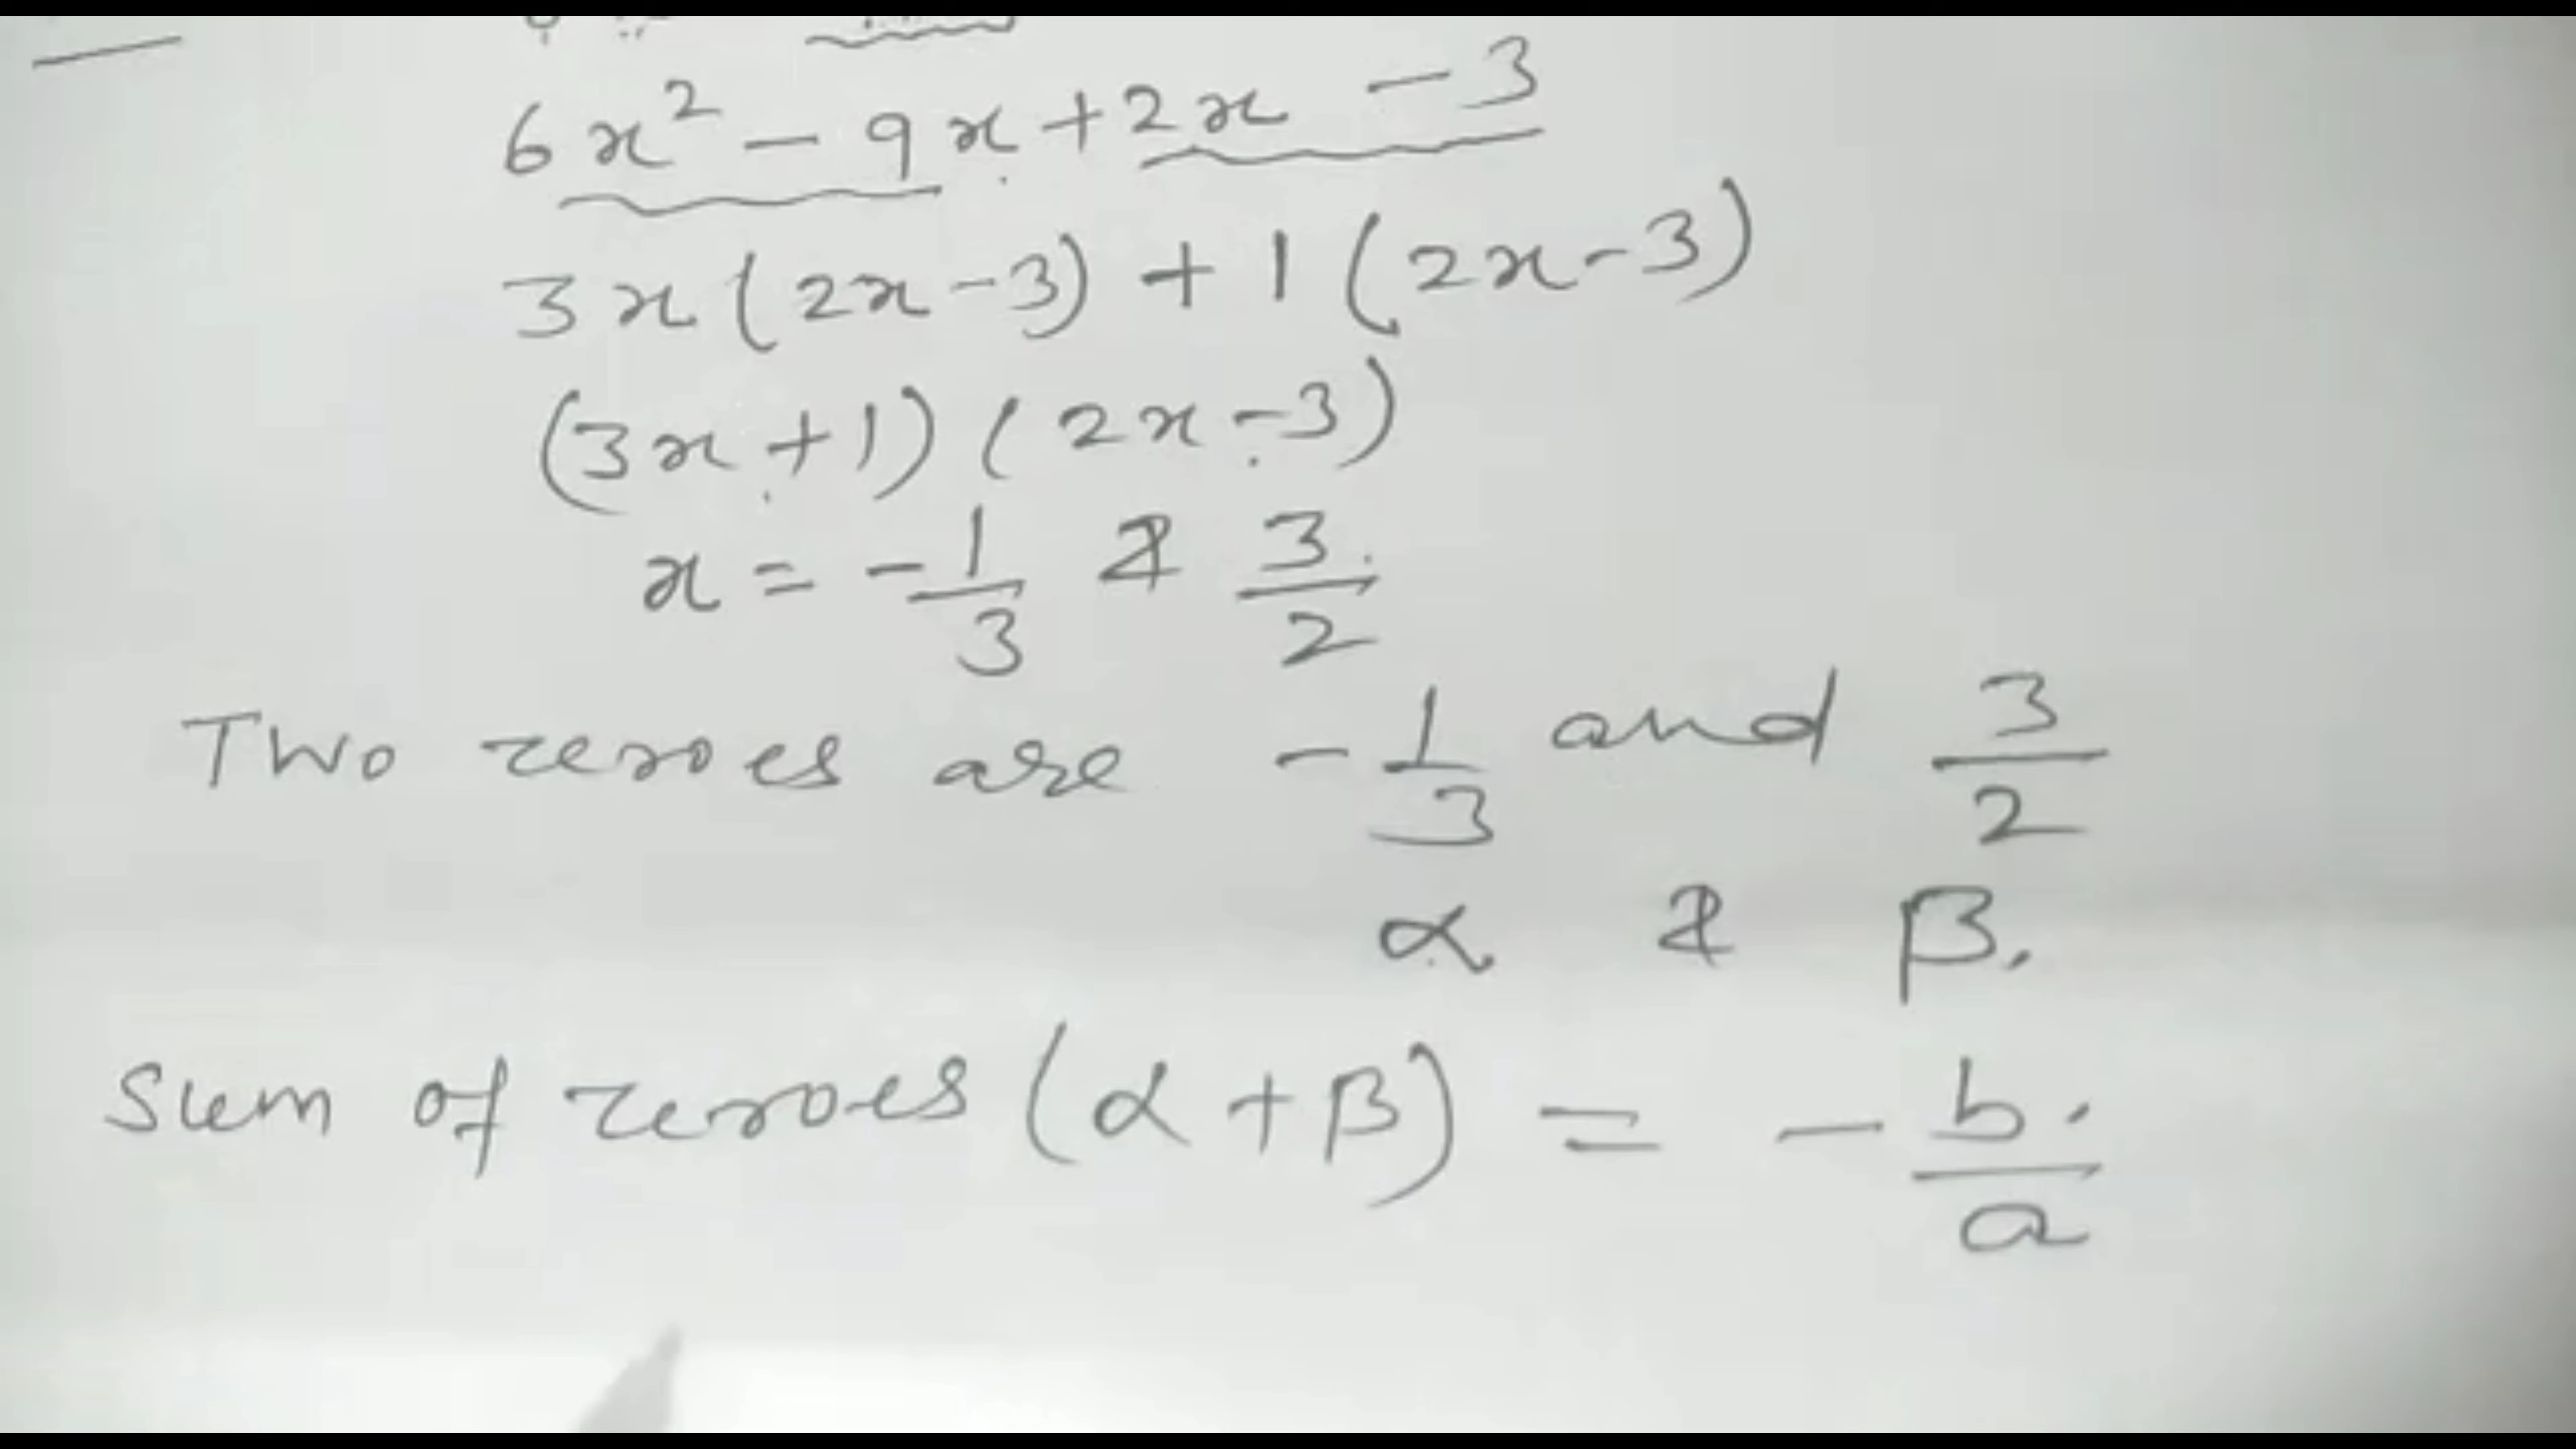 6x² - 9x + 2x - 3
3x(2x-3) + 1(2x-3)
(3x+1)(2x-3)
x = -1/3 & 3/2
Two zeroes are -1/3 and 3/2
α & β.
Sum of zeroes (α+β) = -b/a